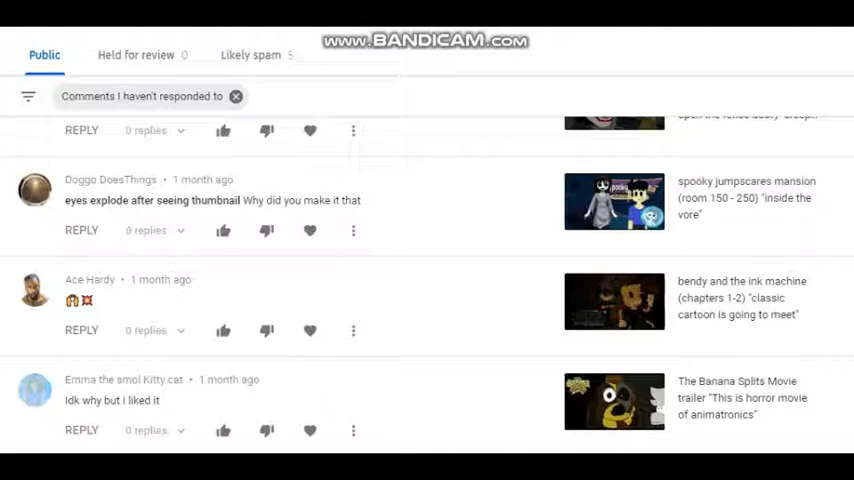 www.BANDICAM.com
Public
Held for review 0
Likely spam 5
Comments I haven't responded to
REPLY
0 replies
Doggo DoesThings • 1 month ago
eyes explode after seeing thumbnail Why did you make it that
REPLY
0 replies
spooky jumpscares mansion
(room 150 - 250) "inside the
vore"
Ace Hardy • 1 month ago
REPLY
0 replies
bendy and the ink machine
(chapters 1-2) "classic
cartoon is going to meet"
Emma the smol Kitty cat • 1 month ago
Idk why but I liked it
REPLY
0 replies
The Banana Splits Movie
trailer "This is horror movie
of animatronics"